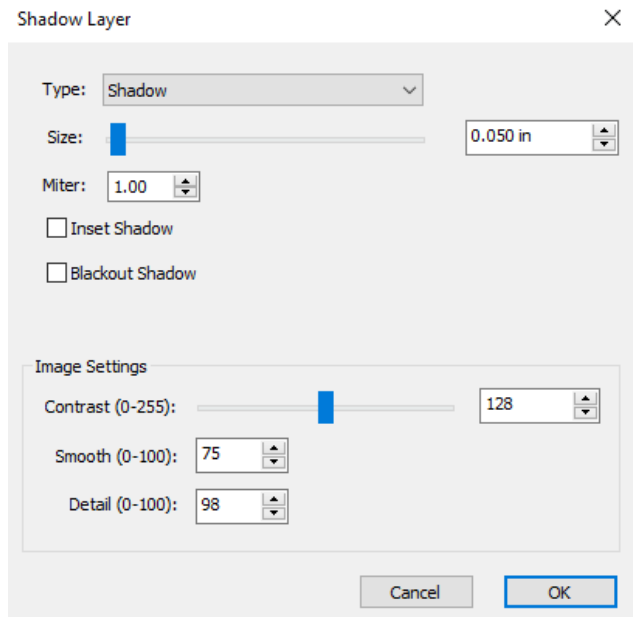 Shadow Layer
Type: Shadow
Size: 0.050 in
Miter: 1.00
Inset Shadow
Blackout Shadow
Image Settings
Contrast (0-255): 128
Smooth (0-100): 75
Detail (0-100): 98
Cancel OK